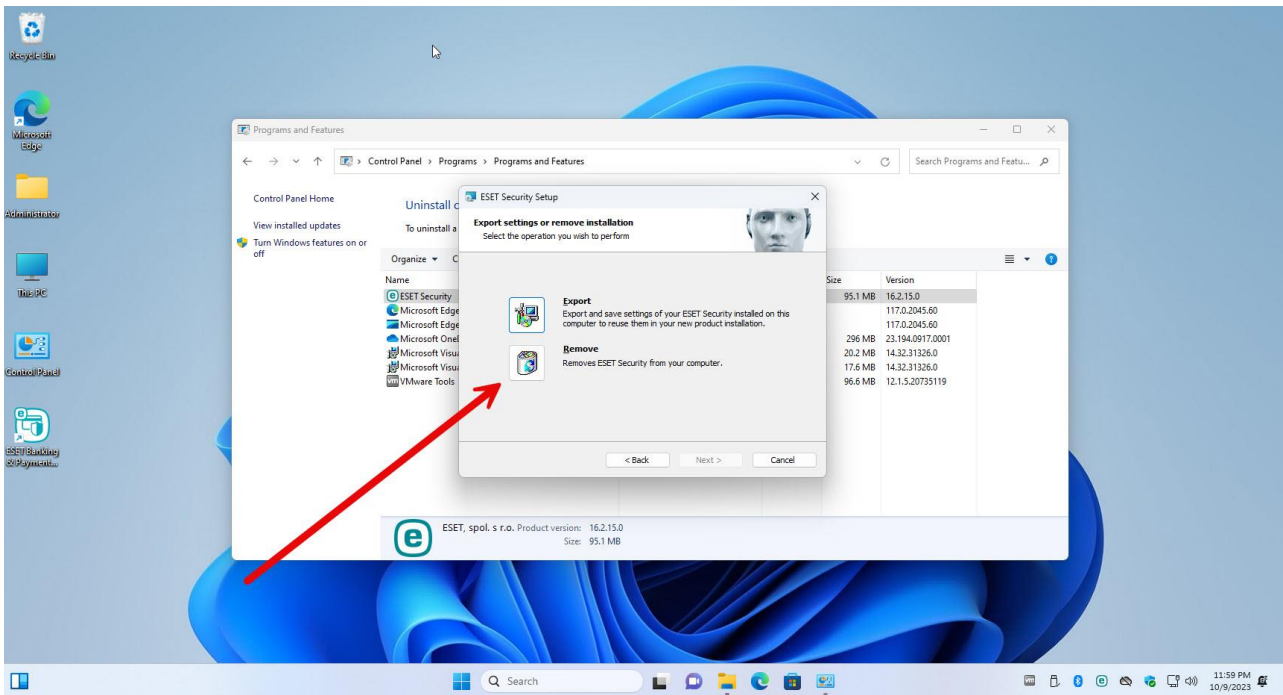 Recycle Bin
Microsoft
Edge
Administrator
This PC
Control Panel
ESET Banking
& Payment...
Programs and Features
Control Panel > Programs > Programs and Features
Search Programs and Featu...
Control Panel Home
View installed updates
Turn Windows features on or
off
Uninstall o
To uninstall a
Organize
C
Name
Size
Version
ESET Security
95.1 MB 16.2.15.0
Microsoft Edge
117.0.2045.60
Microsoft Edge
117.0.2045.60
Microsoft OneD
296 MB 23.194.0917.0001
Microsoft Visua
20.2 MB 14.32.31326.0
Microsoft Visua
17.6 MB 14.32.31326.0
VMware Tools
96.6 MB 12.1.5.20735119
ESET Security Setup
Export settings or remove installation
Select the operation you wish to perform
Export
Export and save settings of your ESET Security installed on this
computer to reuse them in your new product installation.
Remove
Removes ESET Security from your computer.
< Back
Next >
Cancel
ESET, spol. s r.o. Product version: 16.2.15.0
Size: 95.1 MB
Search
11:59 PM
10/9/2023